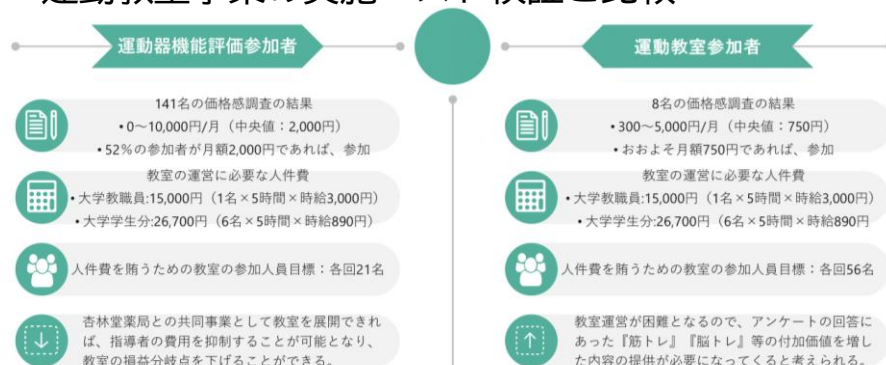 運動器機能評価参加者
141名の価格感調査の結果
•0～10,000円/月（中央値：2,000円）
•52%の参加者が月額2,000円であれば、参加
教室の運営に必要な人件費
•大学教職員:15,000円（1名×5時間×時給3,000円）
•大学学生分:26,700円（6名×5時間×時給890円）
人件費を賄うための教室の参加人員目標：各回21名
杏林堂薬局との共同事業として教室を展開できれ
ば、指導者の費用を抑制することが可能となり、
教室の損益分岐点を下げることができる。
運動教室参加者
8名の価格感調査の結果
•300～5,000円/月（中央値：750円）
•おおよそ月額750円であれば、参加
教室の運営に必要な人件費
•大学教職員:15,000円（1名×5時間×時給3,000円）
•大学学生分:26,700円（6名×5時間×時給890円
人件費を賄うための教室の参加人員目標：各回56名
教室運営が困難となるので、アンケートの回答に
あった『筋トレ』『脳トレ』等の付加価値を増し
た内容の提供が必要になってくると考えられる。